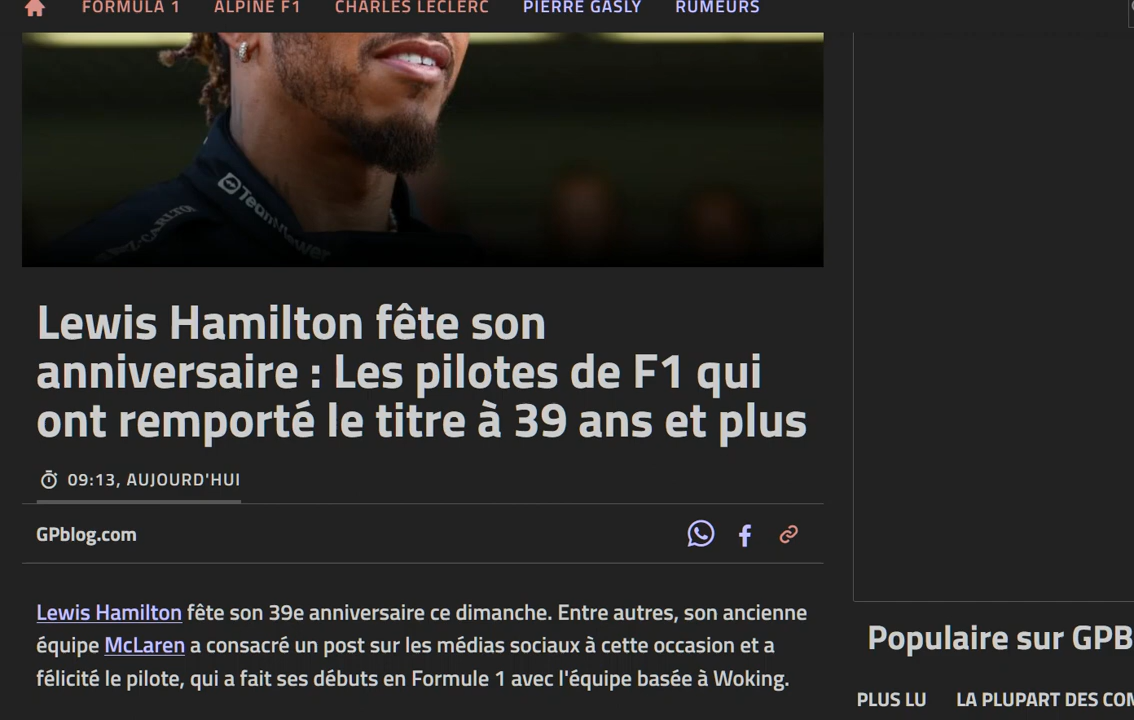 FORMULA 1 ALPINE F1 CHARLES LECLERC PIERRE GASLY RUMEURS
TeamViewer
Lewis Hamilton fête son
anniversaire : Les pilotes de F1 qui
ont remporté le titre à 39 ans et plus
09:13, AUJOURD'HUI
GPblog.com
Lewis Hamilton fête son 39e anniversaire ce dimanche. Entre autres, son ancienne
équipe McLaren a consacré un post sur les médias sociaux à cette occasion et a
félicité le pilote, qui a fait ses débuts en Formule 1 avec l'équipe basée à Woking.
Populaire sur GPB
PLUS LU LA PLUPART DES COM